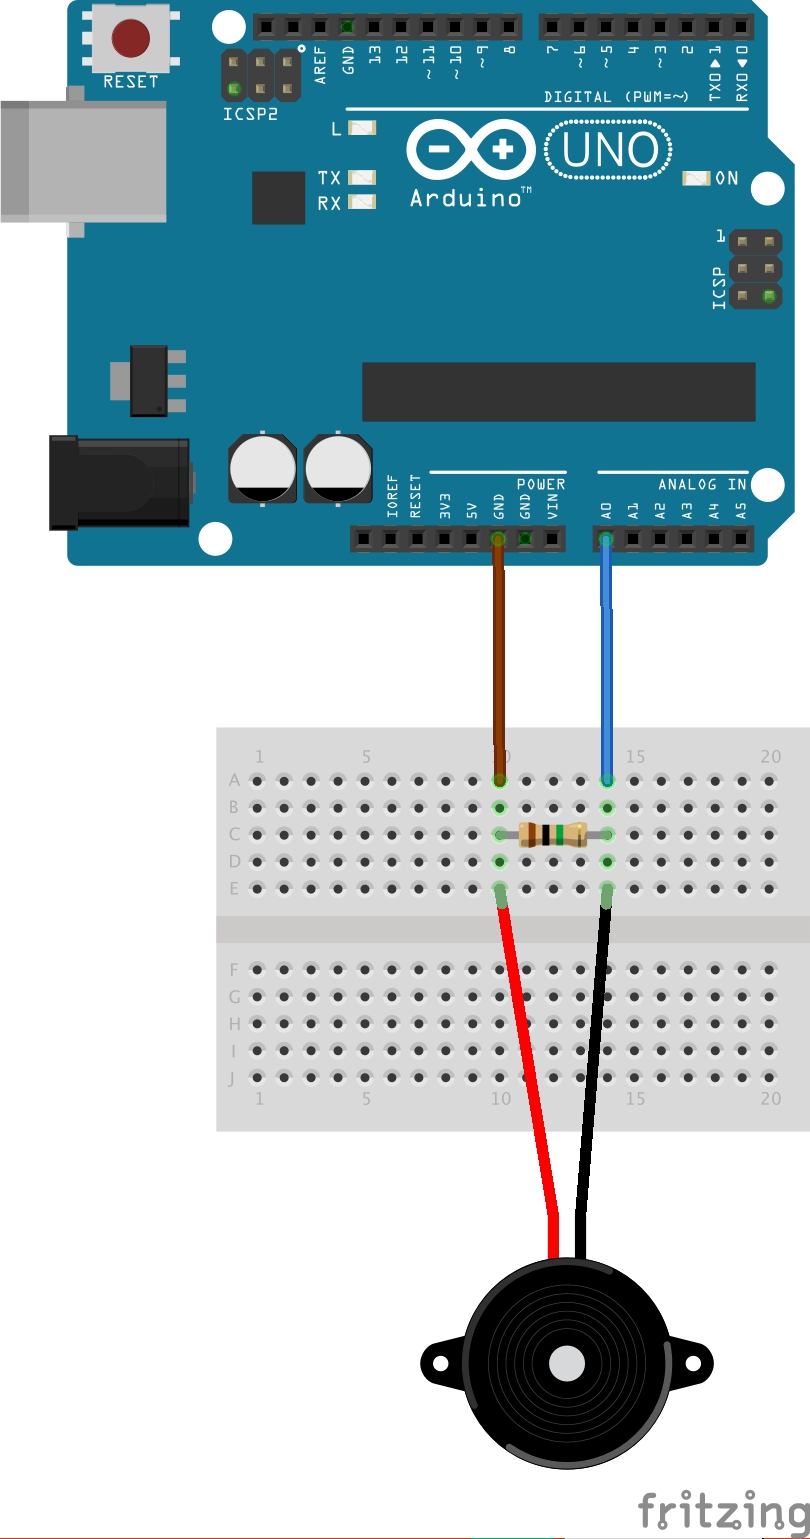 RESET
ICSP2
AREF
GND
13
12
~11
~10
~9
8
7
~6
~5
4
~3
2
TX0▶1
RX0◀0
DIGITAL (PWM=~)
L
TX
RX
Arduino™
UNO
ON
1
ICSP
POWER
ANALOG IN
IOREF
RESET
3V3
5V
GND
GND
VIN
A0
A1
A2
A3
A4
A5
1 5 10 15 20
A
B
C
D
E
F
G
H
I
J
1 5 10 15 20
fritzing